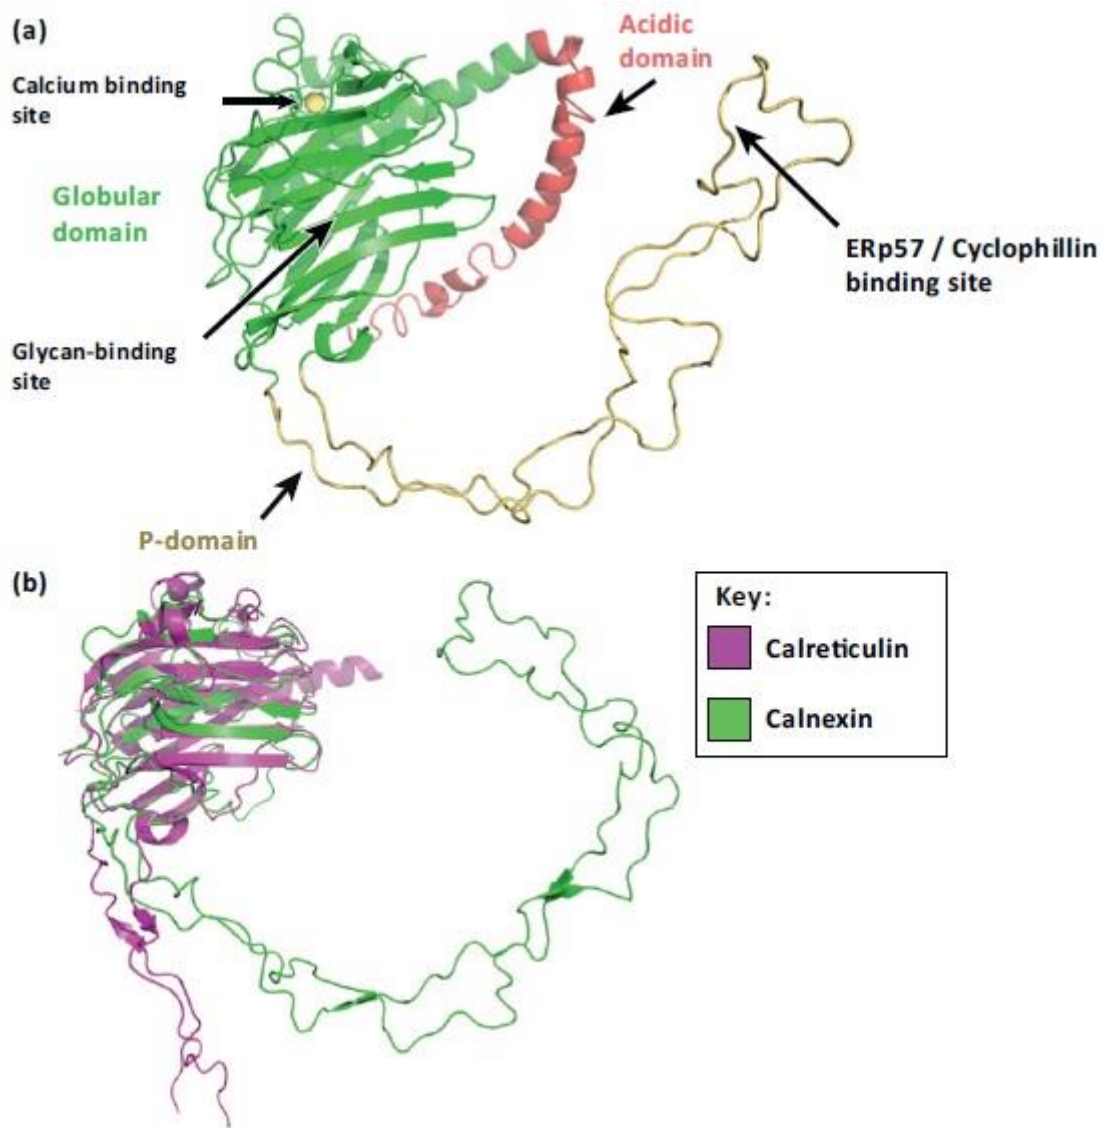 (a)
Acidic
domain
Calcium binding
site
Globular
domain
ERp57 / Cyclophillin
binding site
Glycan-binding
site
P-domain
(b)
Key:
Calreticulin
Calnexin